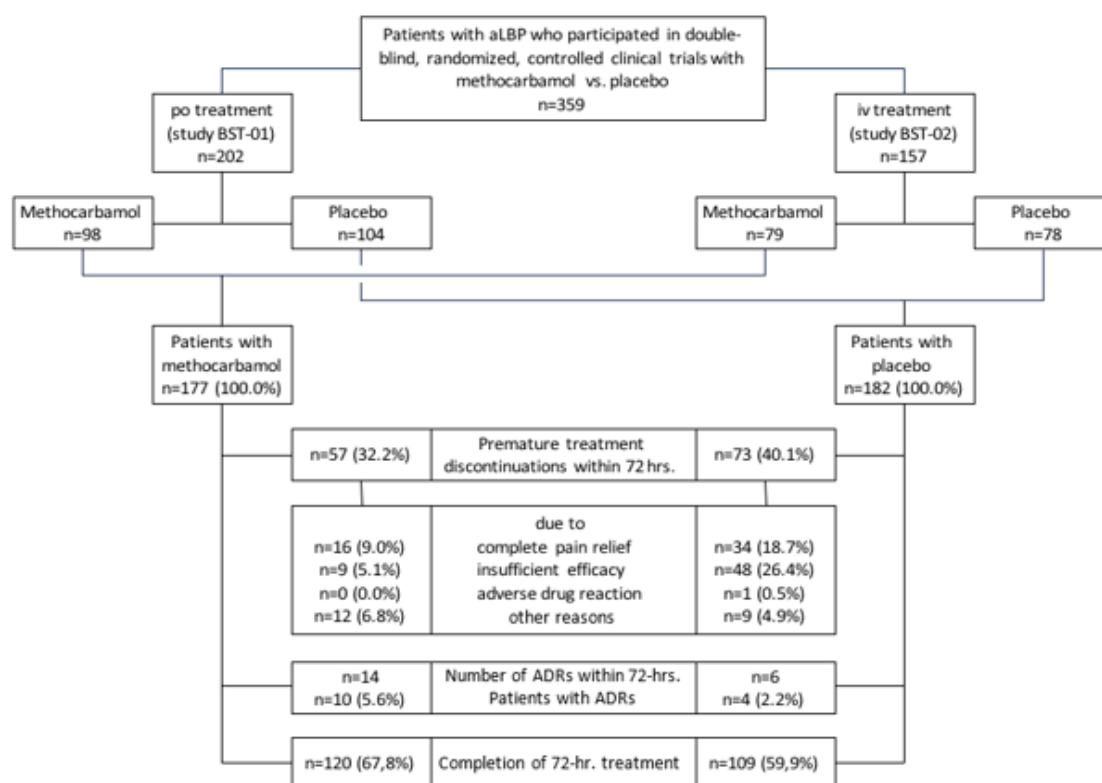 Patients with aLBP who participated in double-
blind, randomized, controlled clinical trials with
methocarbamol vs. placebo
n=359
po treatment
(study BST-01)
n=202
iv treatment
(study BST-02)
n=157
Methocarbamol
n=98
Placebo
n=104
Methocarbamol
n=79
Placebo
n=78
Patients with
methocarbamol
n=177 (100.0%)
Patients with
placebo
n=182 (100.0%)
n=57 (32.2%)
Premature treatment
discontinuations within 72 hrs.
n=73 (40.1%)
due to
n=16 (9.0%) complete pain relief n=34 (18.7%)
n=9 (5.1%) insufficient efficacy n=48 (26.4%)
n=0 (0.0%) adverse drug reaction n=1 (0.5%)
n=12 (6.8%) other reasons n=9 (4.9%)
n=14 Number of ADRs within 72-hrs. n=6
n=10 (5.6%) Patients with ADRs n=4 (2.2%)
n=120 (67,8%) Completion of 72-hr. treatment n=109 (59,9%)